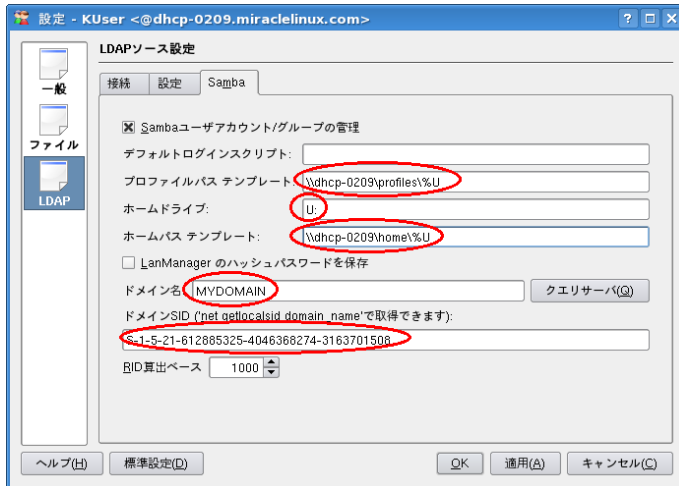 設定 - KUser <@dhcp-0209.miraclelinux.com>
一般
ファイル
LDAP
LDAPソース設定
接続 設定 Samba
Sambaユーザアカウント/グループの管理
デフォルトログインスクリプト:
プロファイルパス テンプレート: \\dhcp-0209\profiles\%U
ホームドライブ: U:
ホームパス テンプレート: \\dhcp-0209\home\%U
LanManager のハッシュパスワードを保存
ドメイン名: MYDOMAIN クエリサーバ(Q)
ドメインSID ('net getlocalsid domain_name'で取得できます):
S-1-5-21-612885325-4046368274-3163701508
RID算出ベース 1000
ヘルプ(H) 標準設定(D) OK 適用(A) キャンセル(C)